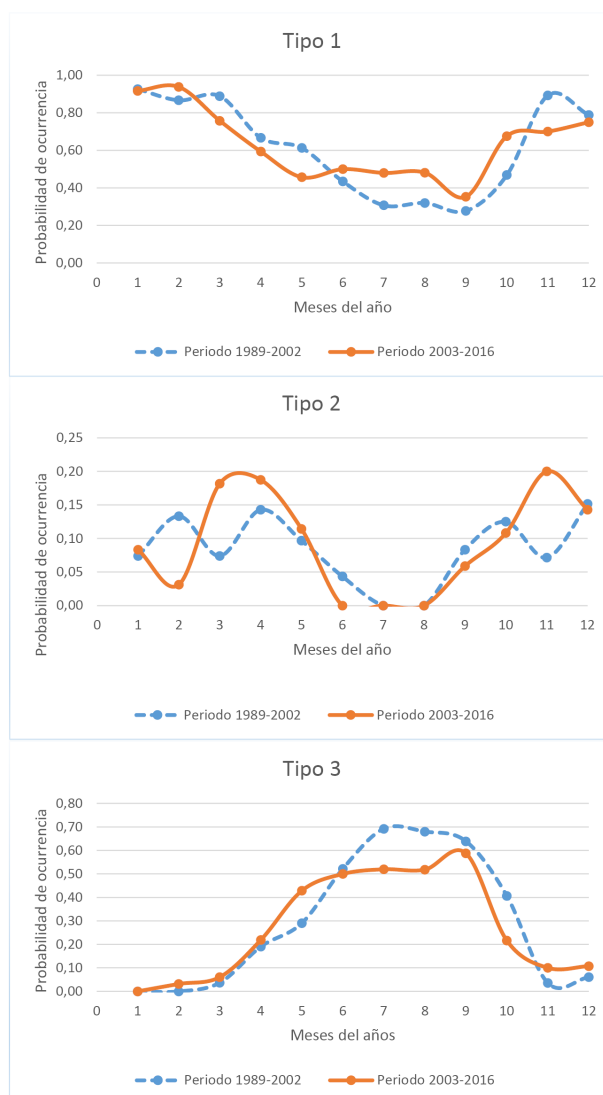 Tipo 1
Probabilidad de ocurrencia
1,00
0,80
0,60
0,40
0,20
0,00
0 1 2 3 4 5 6 7 8 9 10 11 12
Meses del año
Periodo 1989-2002 Periodo 2003-2016
Tipo 2
Probabilidad de ocurrencia
0,25
0,20
0,15
0,10
0,05
0,00
0 1 2 3 4 5 6 7 8 9 10 11 12
Meses del año
Periodo 1989-2002 Periodo 2003-2016
Tipo 3
Probabilidad de ocurrencia
0,80
0,70
0,60
0,50
0,40
0,30
0,20
0,10
0,00
0 1 2 3 4 5 6 7 8 9 10 11 12
Meses del años
Periodo 1989-2002 Periodo 2003-2016